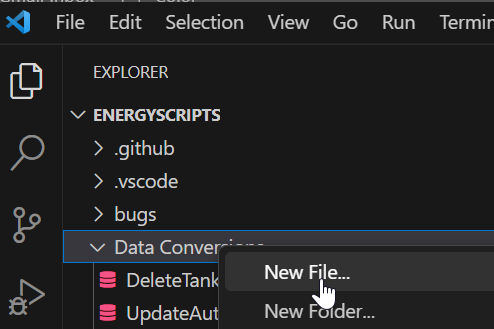 File Edit Selection View Go Run
EXPLORER
ENERGYSCRIPTS
.github
.vscode
bugs
Data Conversions
New File...
DeleteTank
New Folder...
UpdateAut